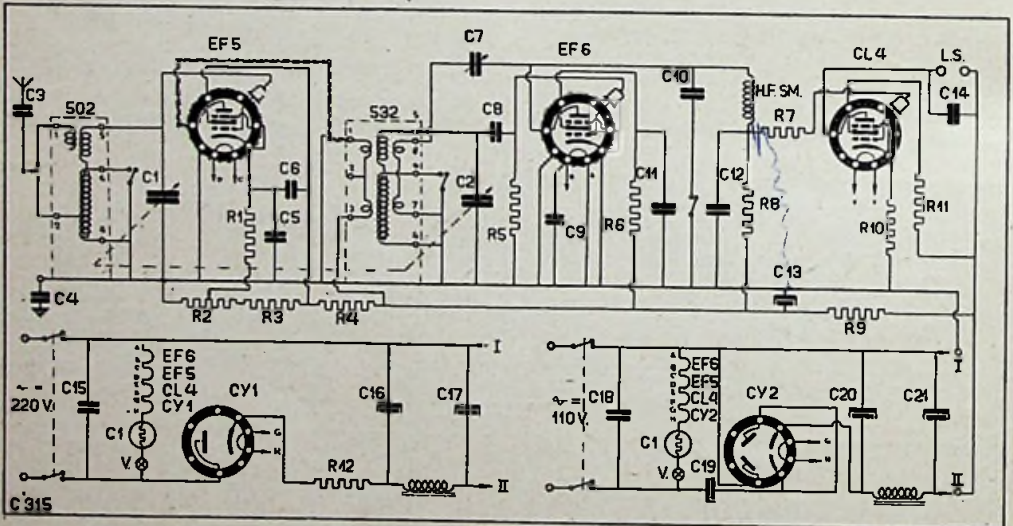 EF5
C7
EF6
C10
CL4
L.S.
C3
502
H.F. SM.
R7
C14
532
C8
C1
C6
C2
C11
C12
R1
C5
R5
C9
R6
R8
R10
R11
C4
R2
R3
R4
C13
R9
I
220 V.
C15
EF6
EF5
CL4
CY1
C1
V.
CY1
G
H
R42
C16
C17
II
110 V.
C18
EF6
EF5
CL4
CY2
C1
V.
C19
CY2
G
H
C20
C21
I
II
C'315